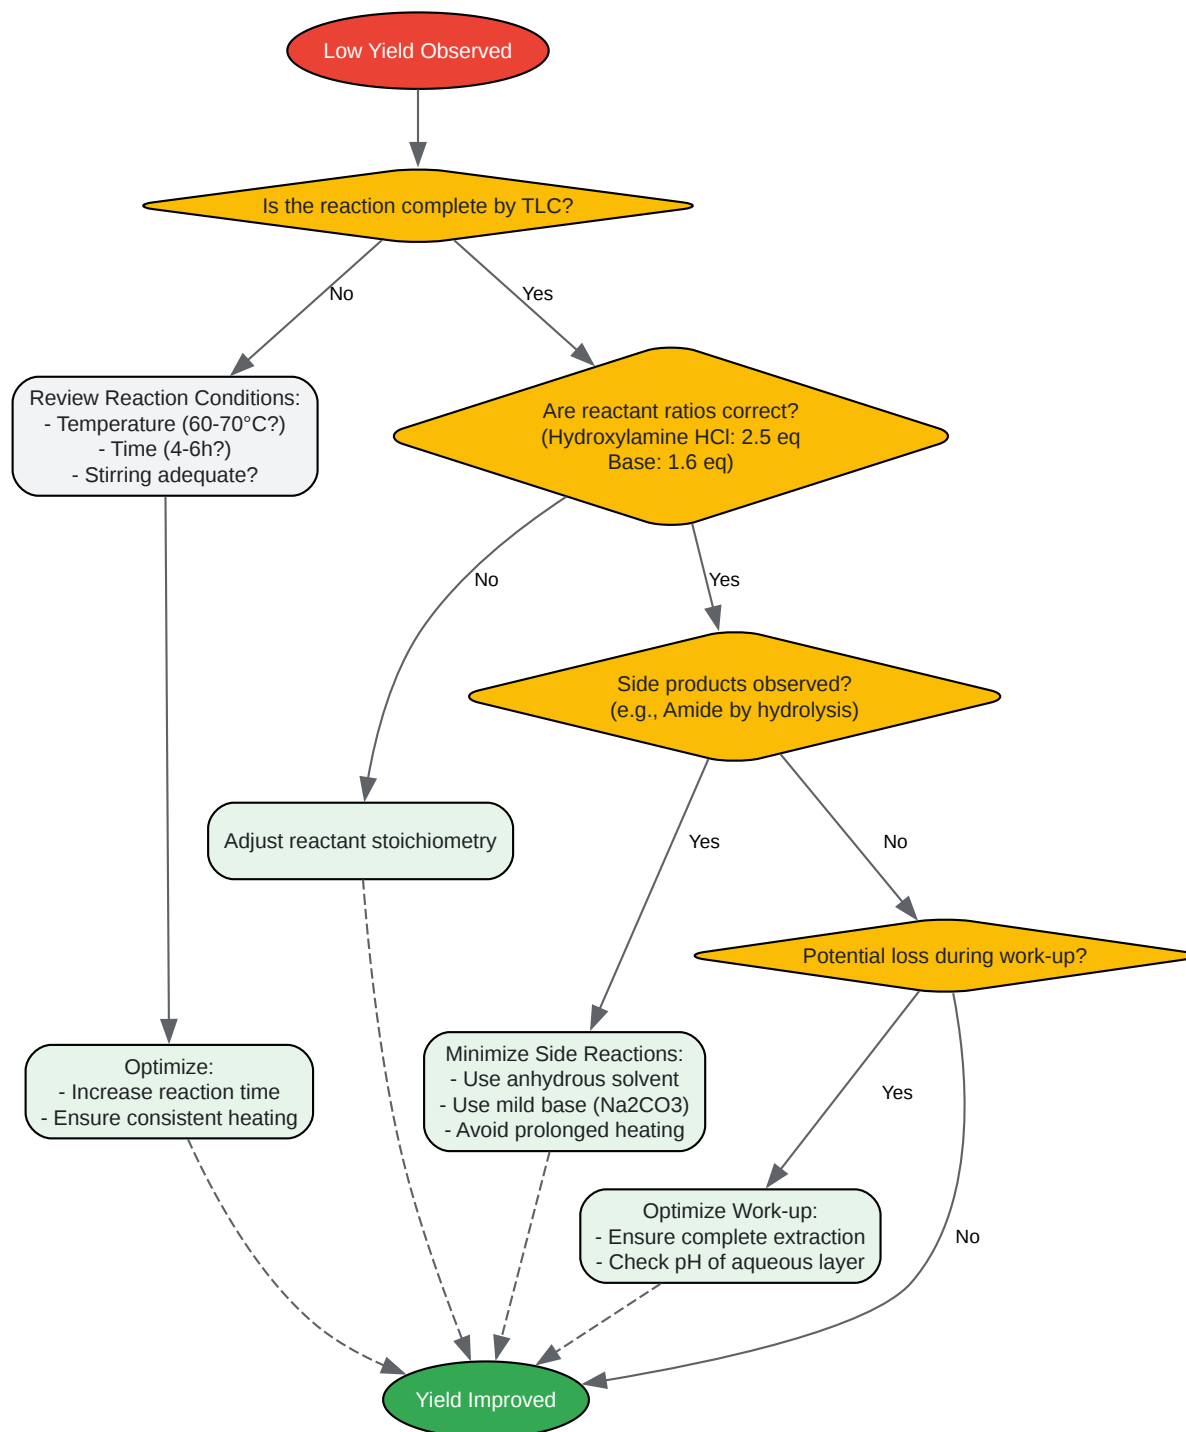 Low Yield Observed
Is the reaction complete by TLC?
No
Yes
Review Reaction Conditions:
- Temperature (60-70°C?)
- Time (4-6h?)
- Stirring adequate?
Are reactant ratios correct?
(Hydroxylamine HCl: 2.5 eq
Base: 1.6 eq)
No
Yes
Side products observed?
(e.g., Amide by hydrolysis)
Adjust reactant stoichiometry
Yes
No
Potential loss during work-up?
Optimize:
- Increase reaction time
- Ensure consistent heating
Minimize Side Reactions:
- Use anhydrous solvent
- Use mild base (Na2CO3)
- Avoid prolonged heating
Yes
Optimize Work-up:
- Ensure complete extraction
- Check pH of aqueous layer
No
Yield Improved